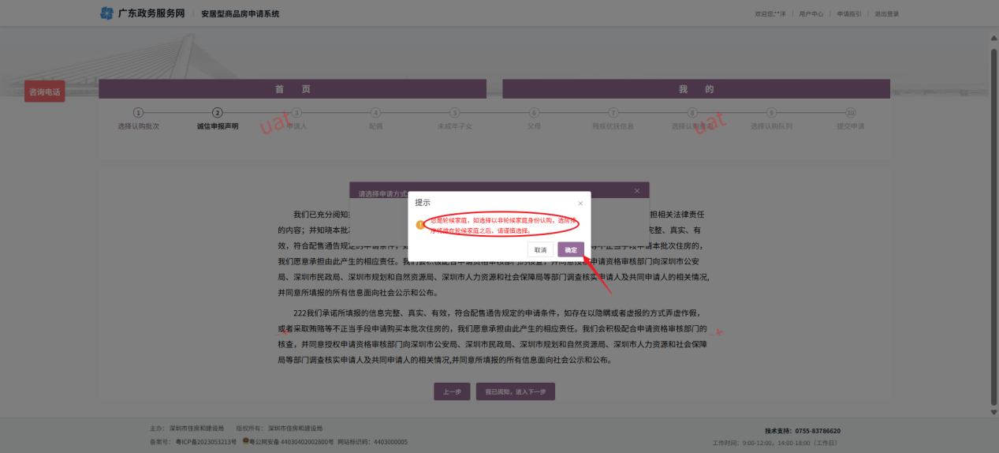 广东政务服务网 | 安居型商品房申请系统
欢迎您,**洋 | 用户中心 | 申请指引 | 退出登录
咨询电话
首 页
我 的
1 2 3 4 5 6 7 8 9 10
选择认购批次 诚信申报声明 申请人 配偶 未成年子女 父母 残疾优抚信息 选择认购 选择认购队列 提交申请
uat
uat
请选择申请方式 ×
提示 ×
您是轮候家庭,如选择以非轮候家庭身份认购,选房排
序将排在轮候家庭之后,请谨慎选择。
取消 确定
我们已充分阅知 担相关法律责任
的内容;并知晓本批 完整、真实、有
效,符合配售通告规定的申请条件, 等不正当手段申请本批次住房的,
我们愿意承担由此产生的相应责任。我们会积极配合申请资格审核部门的核查,并同意授权申请资格审核部门向深圳市公安
局、深圳市民政局、深圳市规划和自然资源局、深圳市人力资源和社会保障局等部门调查核实申请人及共同申请人的相关情况,
并同意所填报的所有信息面向社会公示和公布。
222我们承诺所填报的信息完整、真实、有效,符合配售通告规定的申请条件,如存在以隐瞒或者虚报的方式弄虚作假,
或者采取贿赂等不正当手段申请购买本批次住房的,我们愿意承担由此产生的相应责任。我们会积极配合申请资格审核部门的
核查,并同意授权申请资格审核部门向深圳市公安局、深圳市民政局、深圳市规划和自然资源局、深圳市人力资源和社会保障
局等部门调查核实申请人及共同申请人的相关情况,并同意所填报的所有信息面向社会公示和公布。
上一步 我已阅知,进入下一步
主办: 深圳市住房和建设局 版权所有: 深圳市住房和建设局
备案号: 粤ICP备2023053213号 粤公网安备 44030402002800号 网站标识码:4403000005
技术支持:0755-83786620
工作时间:9:00-12:00,14:00-18:00(工作日)